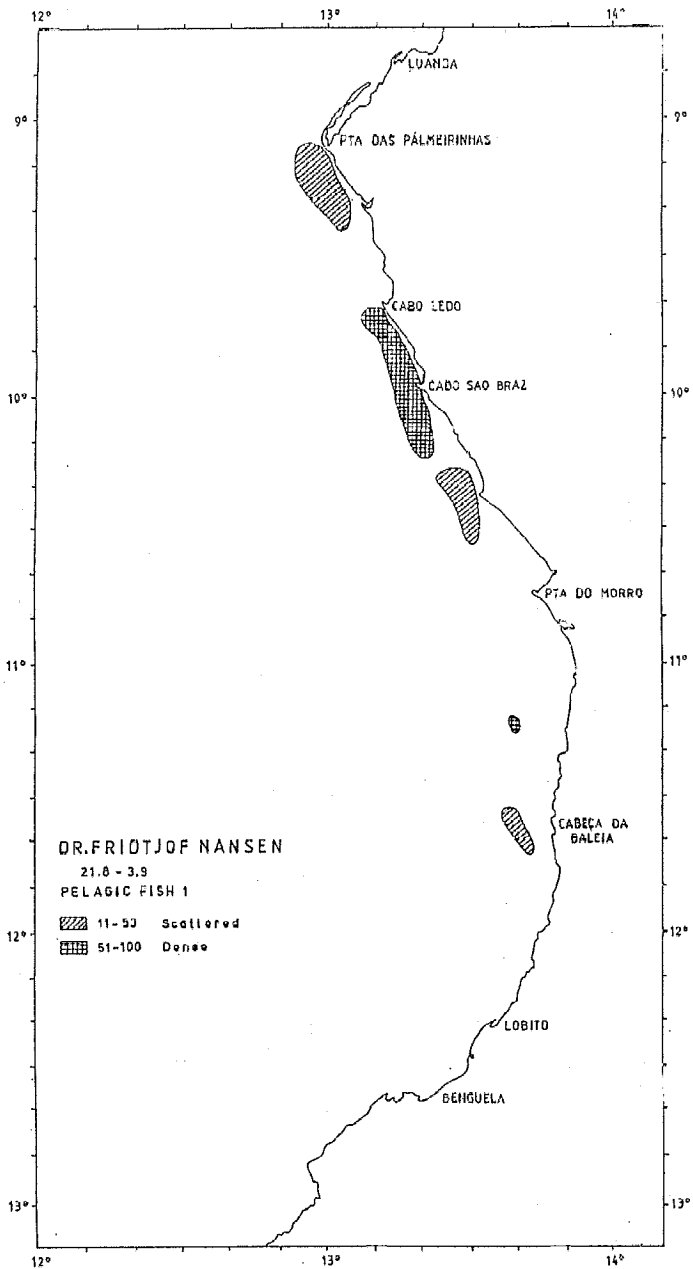 12° 13° 14°
LUANDA
9° 9°
PTA DAS PÁLMEIRINHAS
CABO LEDO
CABO SAO BRAZ
10° 10°
PTA DO MORRO
11° 11°
CABEÇA DA
BALEIA
DR.FRIDTJOF NANSEN
21.8 - 3.9
PELAGIC FISH 1
11-50 Scattered
51-100 Dense
12° 12°
LOBITO
BENGUELA
13° 13°
12° 13° 14°